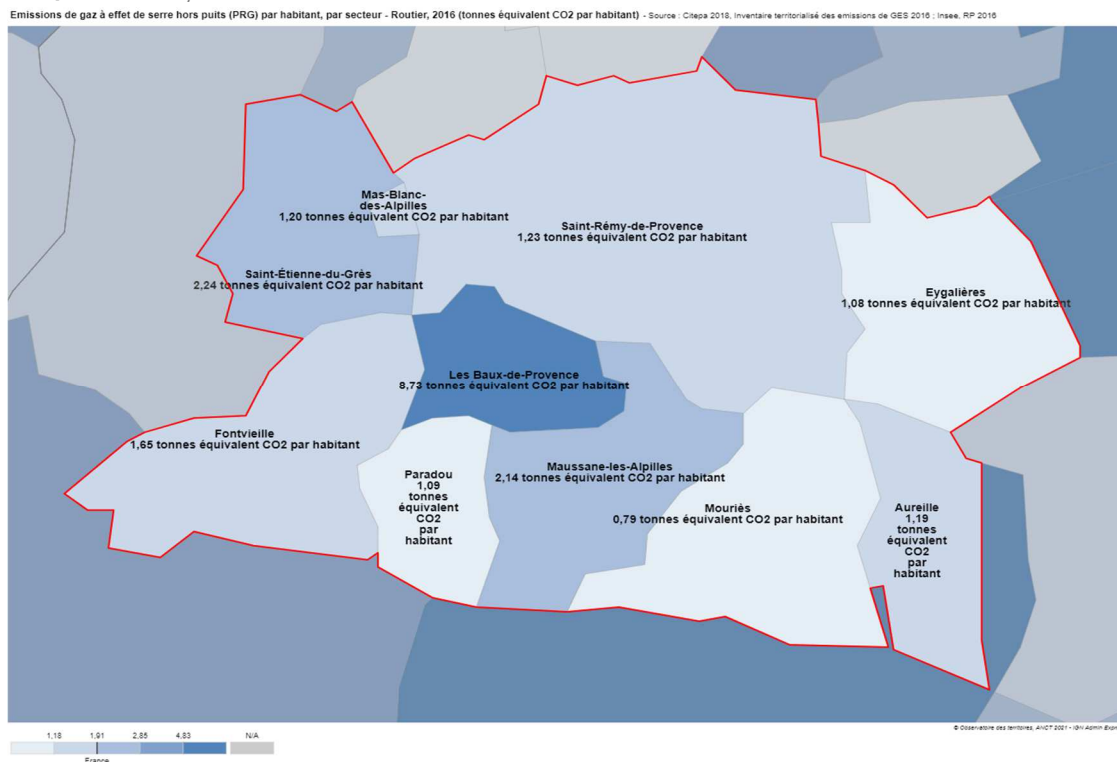 Emissions de gaz à effet de serre hors puits (PRG) par habitant, par secteur - Routier, 2016 (tonnes équivalent CO2 par habitant) - Source : Citepa 2018, Inventaire territorialisé des emissions de GES 2016 ; Insee, RP 2016
Mas-Blanc-
des-Alpilles
1,20 tonnes équivalent CO2 par habitant
Saint-Rémy-de-Provence
1,23 tonnes équivalent CO2 par habitant
Saint-Étienne-du-Grès
2,24 tonnes équivalent CO2 par habitant
Eygalières
1,08 tonnes équivalent CO2 par habitant
Les Baux-de-Provence
8,73 tonnes équivalent CO2 par habitant
Fontvieille
1,65 tonnes équivalent CO2 par habitant
Paradou
1,09
tonnes
équivalent
CO2
par
habitant
Maussane-les-Alpilles
2,14 tonnes équivalent CO2 par habitant
Mouriès
0,79 tonnes équivalent CO2 par habitant
Aureille
1,19
tonnes
équivalent
CO2
par
habitant
© Observatoire des territoires, ANCT 2021 - IGN Admin Expr
1,18 1,91 2,85 4,83 N/A
France